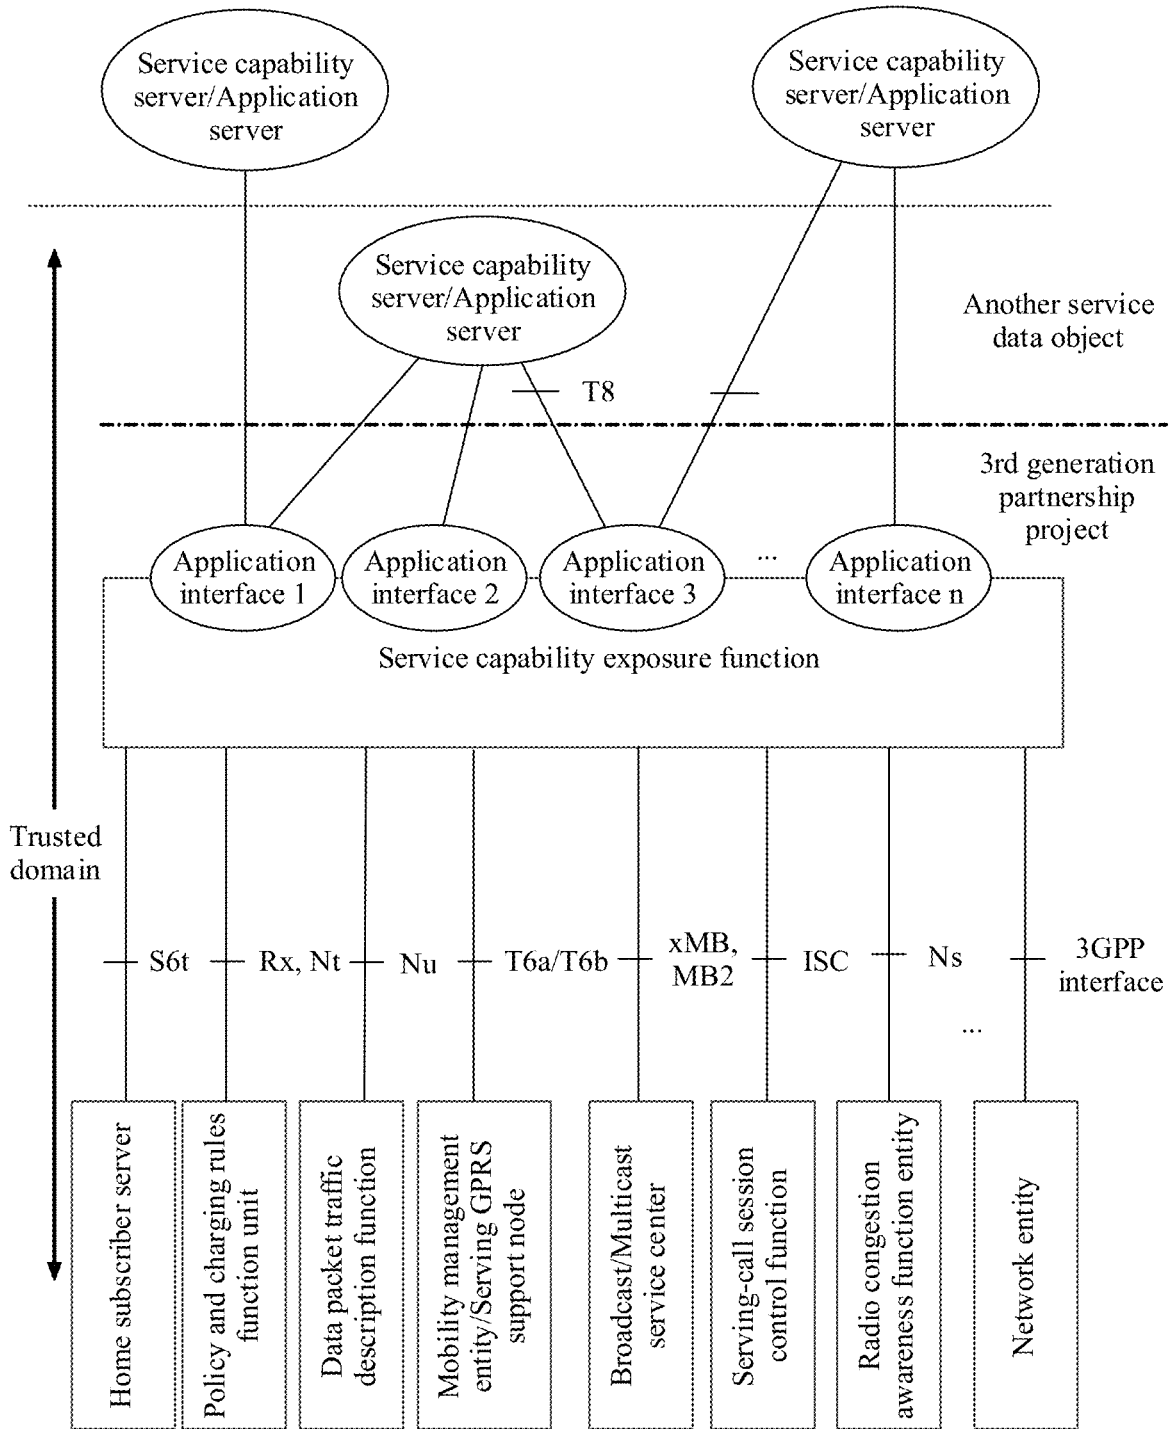 Service capability
server/Application
server
Service capability
server/Application
server
Service capability
server/Application
server
Another service
data object
T8
3rd generation
partnership
project
Application
interface 1
Application
interface 2
Application
interface 3
...
Application
interface n
Service capability exposure function
Trusted
domain
S6t
Rx, Nt
Nu
T6a/T6b
xMB,
MB2
ISC
Ns
3GPP
interface
...
Home subscriber server
Policy and charging rules
function unit
Data packet traffic
description function
Mobility management
entity/Serving GPRS
support node
Broadcast/Multicast
service center
Serving-call session
control function
Radio congestion
awareness function entity
Network entity